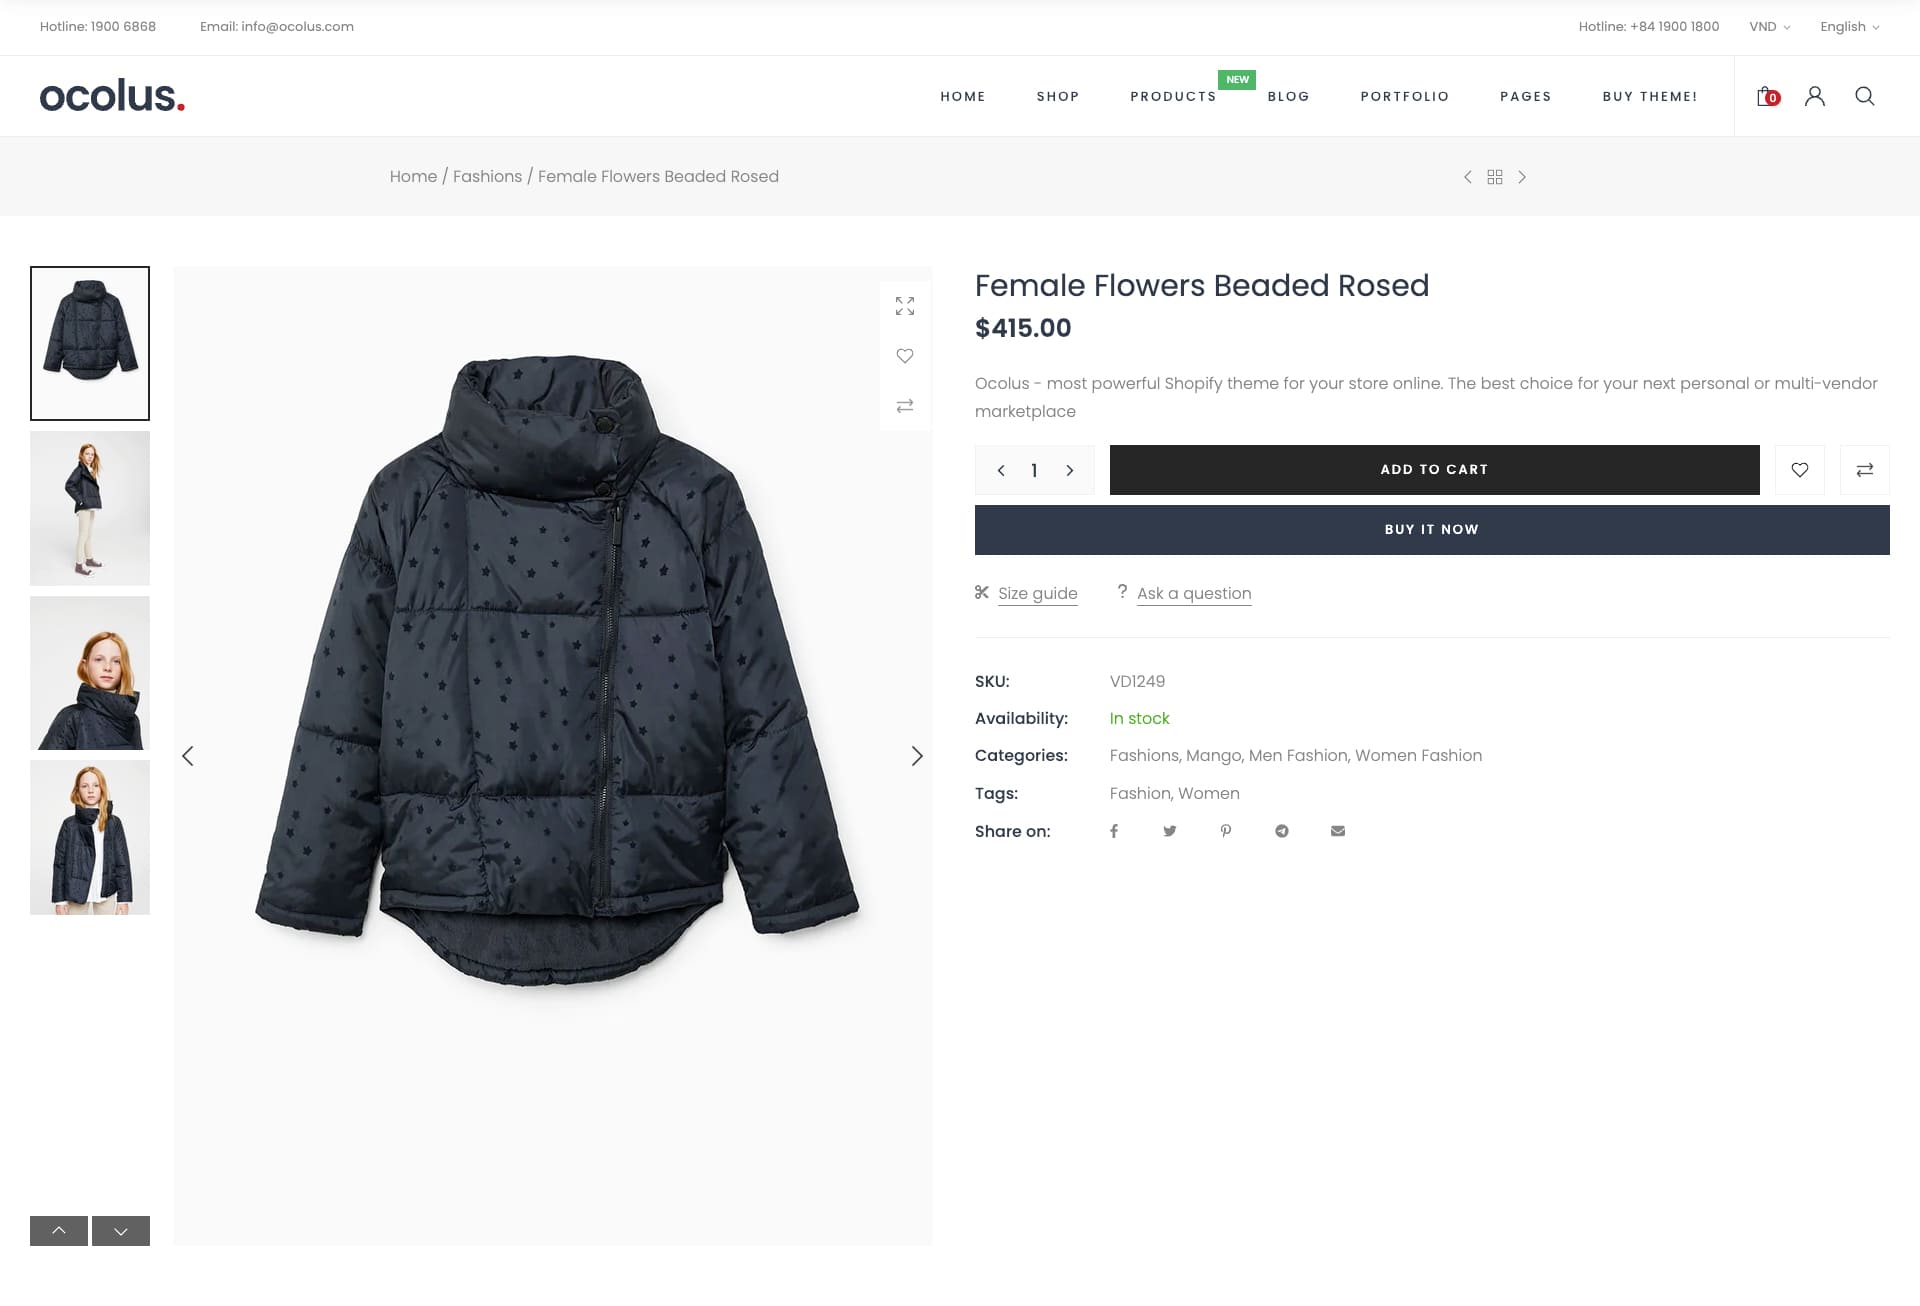 Hotline: 1900 6868
Email: info@ocolus.com
Hotline: +84 1900 1800
VND
English
ocolus.
HOME
SHOP
PRODUCTS
NEW
BLOG
PORTFOLIO
PAGES
BUY THEME!
0
Home / Fashions / Female Flowers Beaded Rosed
Female Flowers Beaded Rosed
$415.00
Ocolus - most powerful Shopify theme for your store online. The best choice for your next personal or multi-vendor
marketplace
1
ADD TO CART
BUY IT NOW
Size guide
? Ask a question
SKU: VD1249
Availability: In stock
Categories: Fashions, Mango, Men Fashion, Women Fashion
Tags: Fashion, Women
Share on: